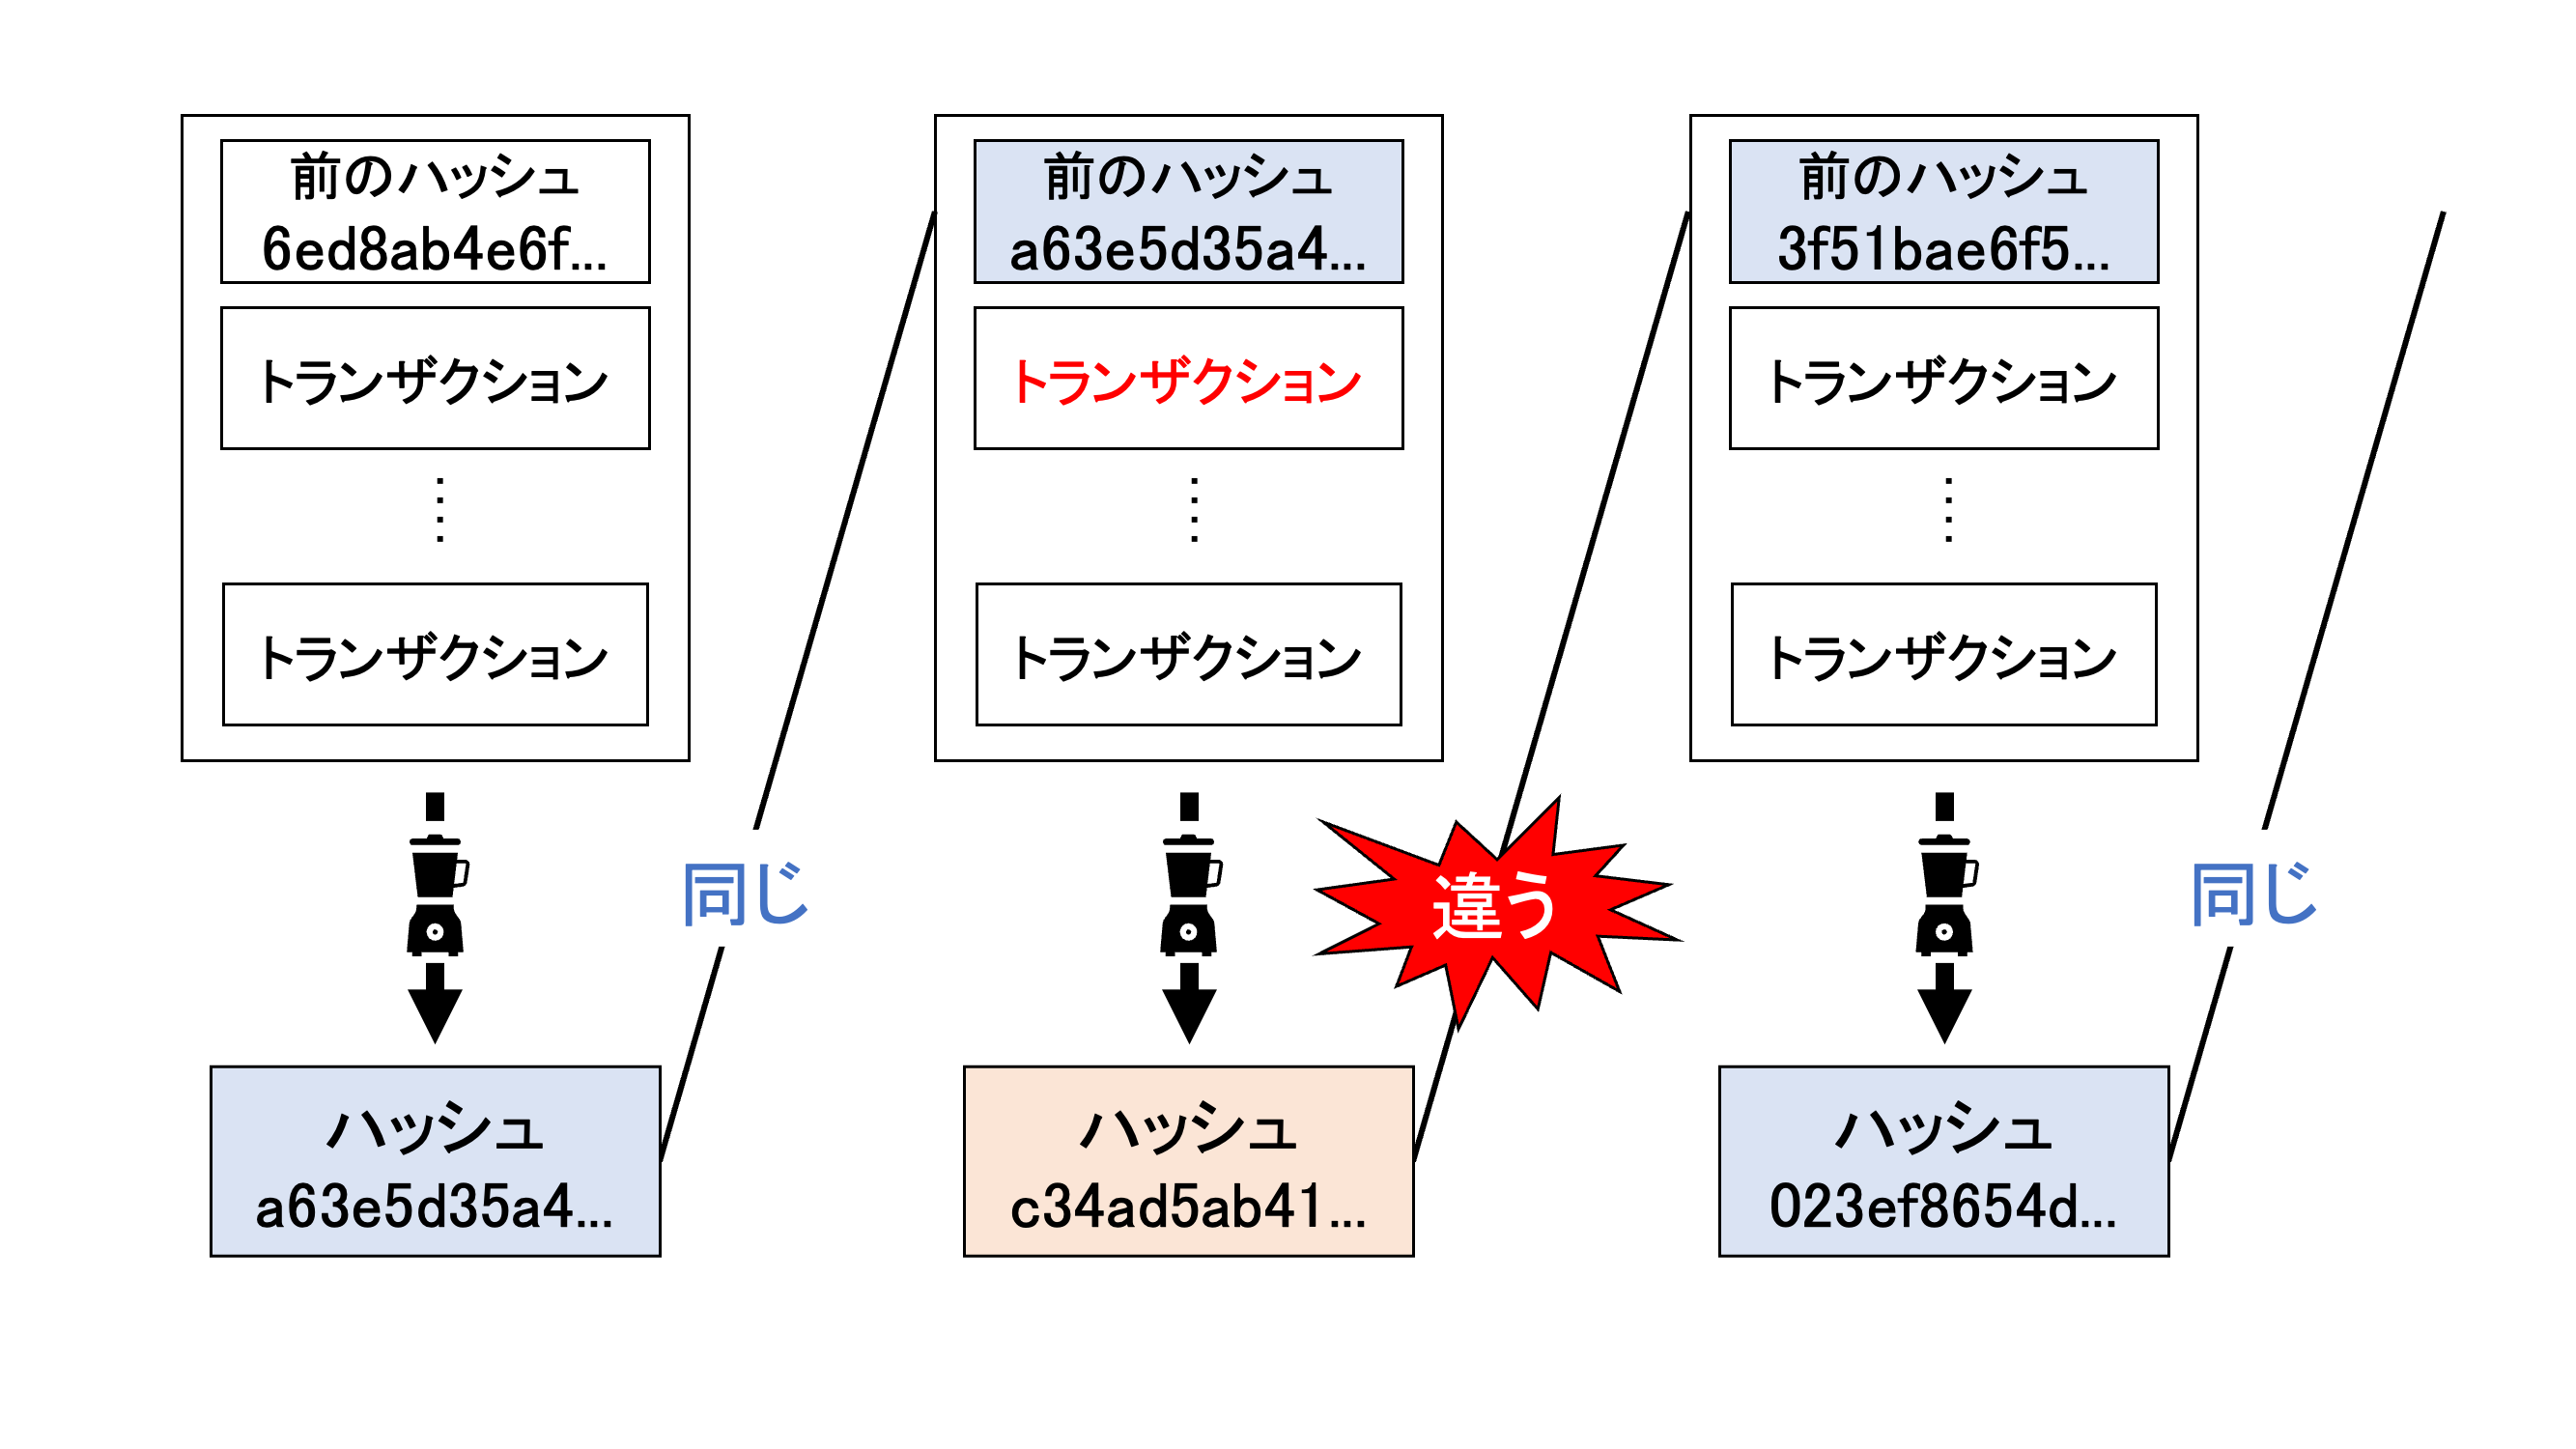 前のハッシュ
6ed8ab4e6f...
トランザクション
トランザクション
ハッシュ
a63e5d35a4...
同じ
前のハッシュ
a63e5d35a4...
トランザクション
トランザクション
ハッシュ
c34ad5ab41...
違う
前のハッシュ
3f51bae6f5...
トランザクション
トランザクション
ハッシュ
023ef8654d...
同じ